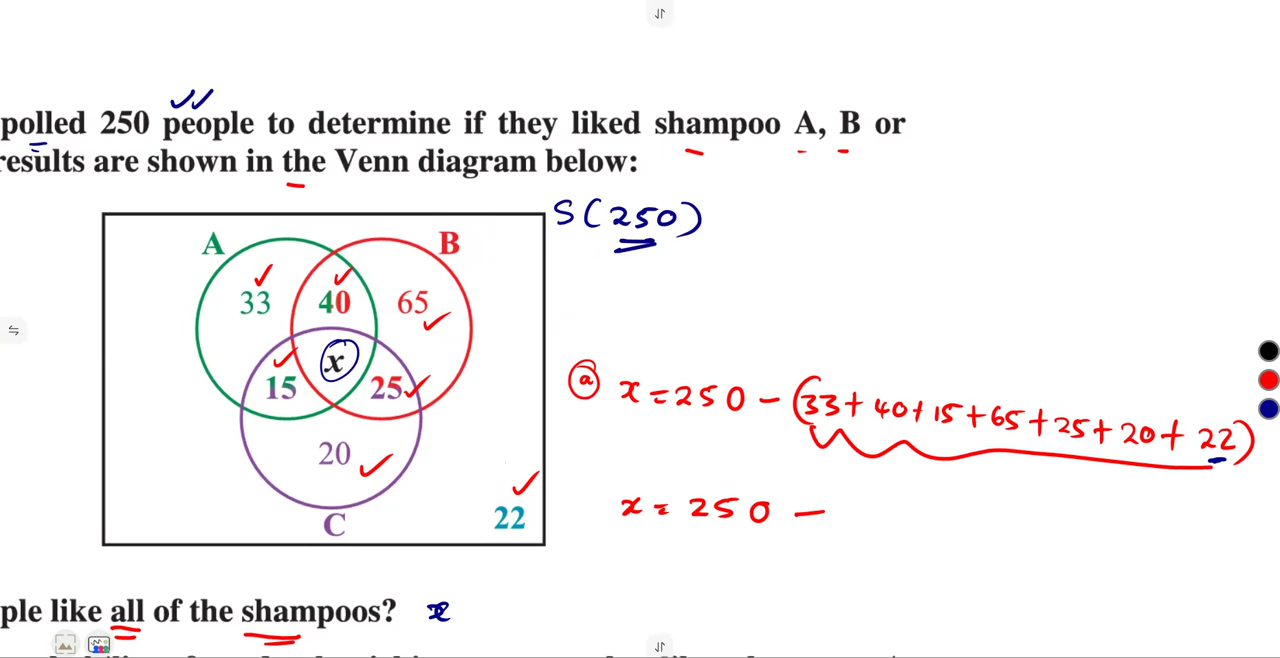 polled 250 people to determine if they liked shampoo A, B or
results are shown in the Venn diagram below:
S (250)
A
B
33
40
65
x
15
25
20
C
22
a x = 250 - (33 + 40 + 15 + 65 + 25 + 20 + 22)
x = 250 -
ple like all of the shampoos? x